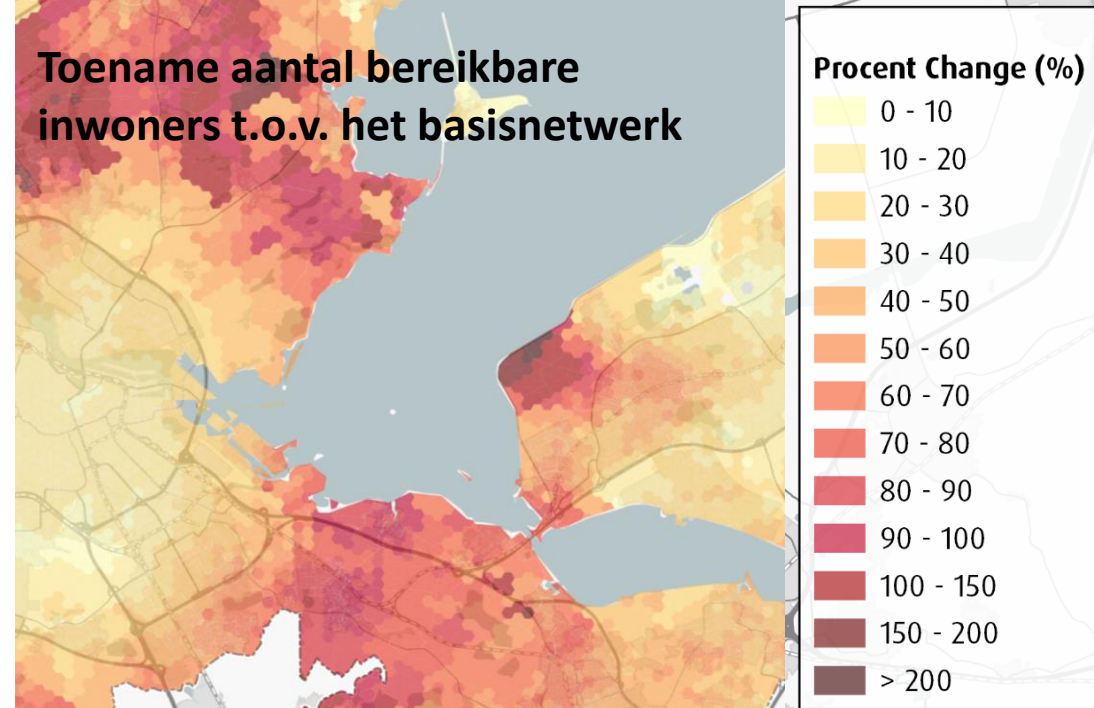 Toename aantal bereikbare
inwoners t.o.v. het basisnetwerk
Procent Change (%)
0 - 10
10 - 20
20 - 30
30 - 40
40 - 50
50 - 60
60 - 70
70 - 80
80 - 90
90 - 100
100 - 150
150 - 200
> 200